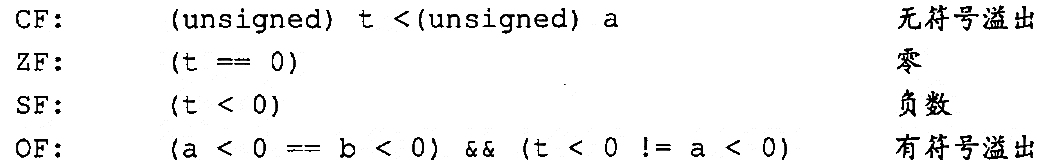 CF: (unsigned) t <(unsigned) a 无符号溢出
ZF: (t == 0) 零
SF: (t < 0) 负数
OF: (a < 0 == b < 0) && (t < 0 != a < 0) 有符号溢出